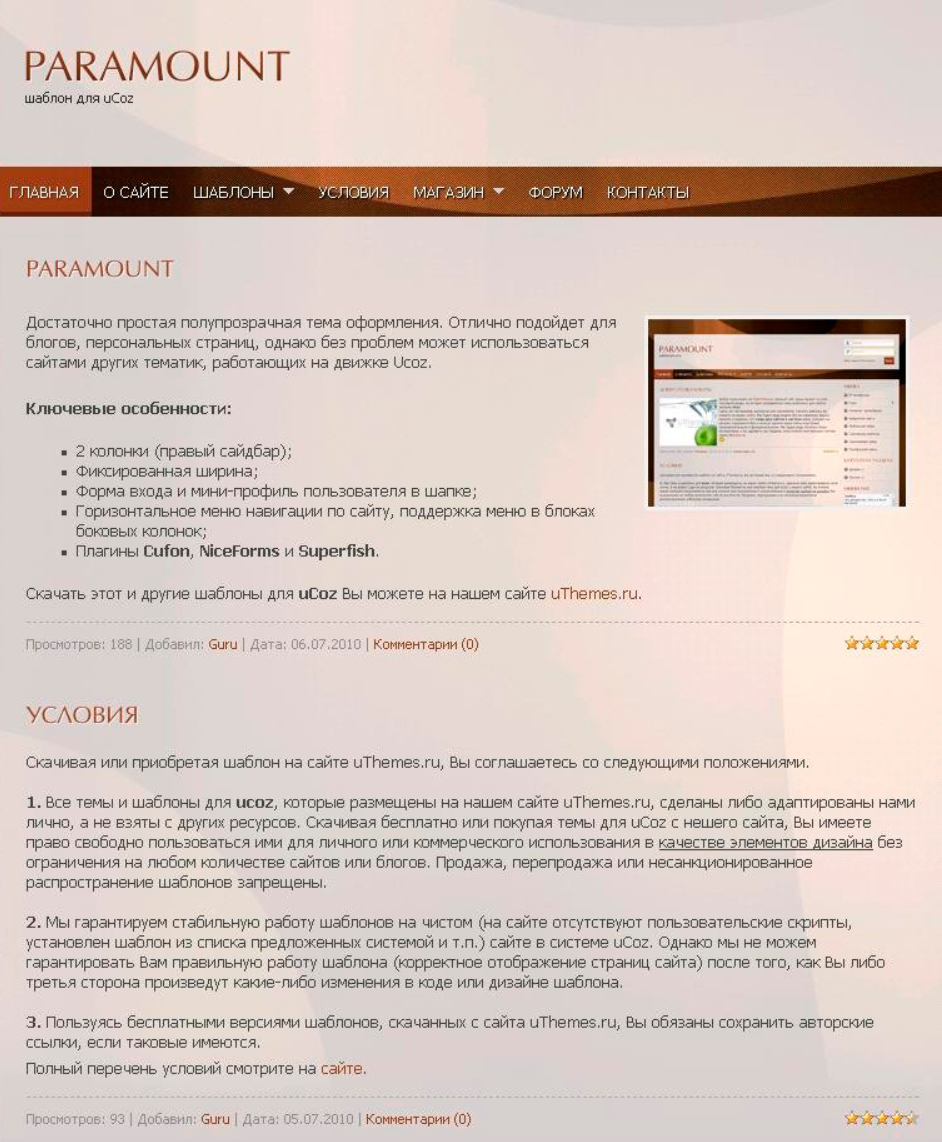 PARAMOUNT
шаблон для uCoz
ГЛАВНАЯ О САЙТЕ ШАБЛОНЫ УСЛОВИЯ МАГАЗИН ФОРУМ КОНТАКТЫ
PARAMOUNT
Достаточно простая полупрозрачная тема оформления. Отлично подойдет для
блогов, персональных страниц, однако без проблем может использоваться
сайтами других тематик, работающих на движке Ucoz.
PARAMOUNT
Ключевые особенности:
2 колонки (правый сайдбар);
Фиксированная ширина;
Форма входа и мини-профиль пользователя в шапке;
Горизонтальное меню навигации по сайту, поддержка меню в блоках
боковых колонок;
Плагины Cufon, NiceForms и Superfish.
Скачать этот и другие шаблоны для uCoz Вы можете на нашем сайте uThemes.ru.
Просмотров: 188 | Добавил: Guru | Дата: 06.07.2010 | Комментарии (0)
УСЛОВИЯ
Скачивая или приобретая шаблон на сайте uThemes.ru, Вы соглашаетесь со следующими положениями.
1. Все темы и шаблоны для ucoz, которые размещены на нашем сайте uThemes.ru, сделаны либо адаптированы нами
лично, а не взяты с других ресурсов. Скачивая бесплатно или покупая темы для uCoz с нешего сайта, Вы имеете
право свободно пользоваться ими для личного или коммерческого использования в качестве элементов дизайна без
ограничения на любом количестве сайтов или блогов. Продажа, перепродажа или несанкционированное
распространение шаблонов запрещены.
2. Мы гарантируем стабильную работу шаблонов на чистом (на сайте отсутствуют пользовательские скрипты,
установлен шаблон из списка предложенных системой и т.п.) сайте в системе uCoz. Однако мы не можем
гарантировать Вам правильную работу шаблона (корректное отображение страниц сайта) после того, как Вы либо
третья сторона произведут какие-либо изменения в коде или дизайне шаблона.
3. Пользуясь бесплатными версиями шаблонов, скачанных с сайта uThemes.ru, Вы обязаны сохранить авторские
ссылки, если таковые имеются.
Полный перечень условий смотрите на сайте.
Просмотров: 93 | Добавил: Guru | Дата: 05.07.2010 | Комментарии (0)